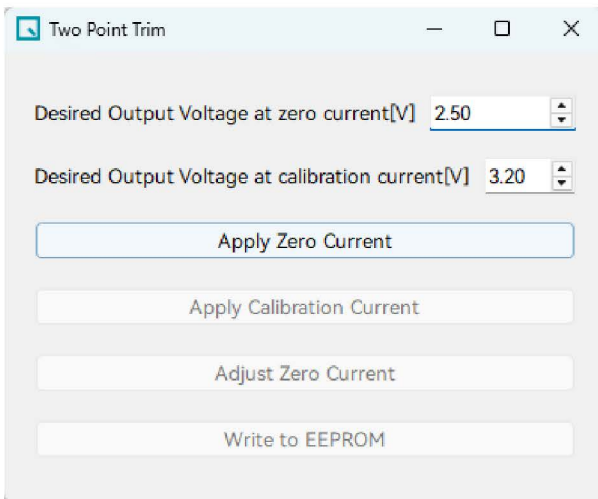 Two Point Trim
Desired Output Voltage at zero current[V] 2.50
Desired Output Voltage at calibration current[V] 3.20
Apply Zero Current
Apply Calibration Current
Adjust Zero Current
Write to EEPROM